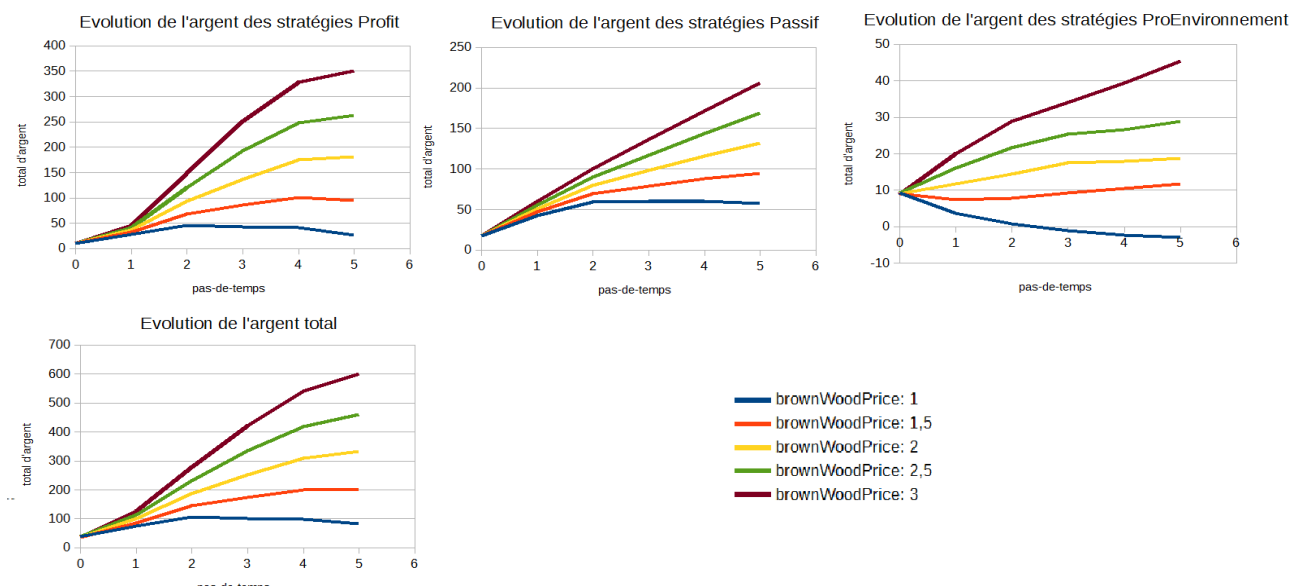 Evolution de l'argent des stratégies Profit
400
350
300
250
200
150
100
50
0
total d'argent
0 1 2 3 4 5 6
pas-de-temps
Evolution de l'argent des stratégies Passif
250
200
150
100
50
0
total d'argent
0 1 2 3 4 5 6
pas-de-temps
Evolution de l'argent des stratégies ProEnvironnement
50
40
30
20
10
0
-10
total d'argent
0 1 2 3 4 5 6
pas-de-temps
Evolution de l'argent total
700
600
500
400
300
200
100
0
total d'argent
0 1 2 3 4 5 6
pas-de-temps
brownWoodPrice: 1
brownWoodPrice: 1,5
brownWoodPrice: 2
brownWoodPrice: 2,5
brownWoodPrice: 3